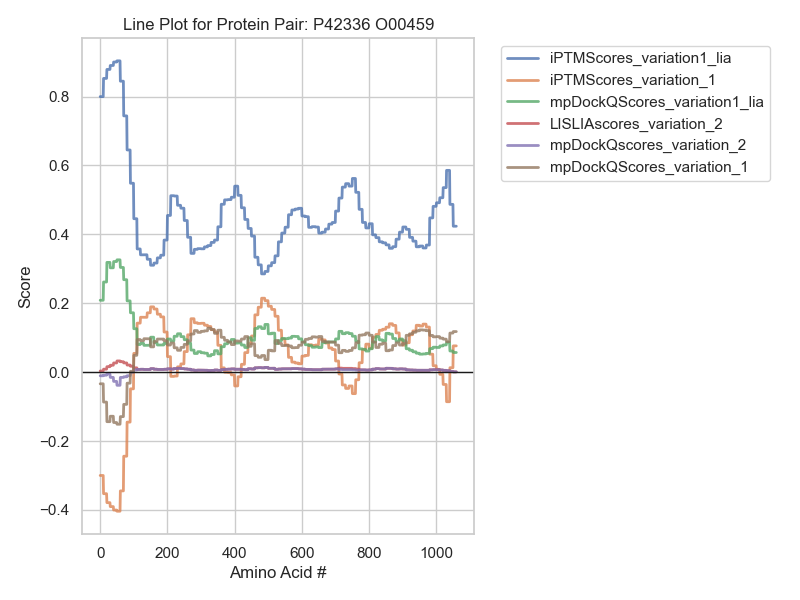 Line Plot for Protein Pair: P42336 O00459
iPTMScores_variation1_lia
iPTMScores_variation_1
mpDockQScores_variation1_lia
LISLIAscores_variation_2
mpDockQscores_variation_2
mpDockQScores_variation_1
Score
0.8
0.6
0.4
0.2
0.0
−0.2
−0.4
0 200 400 600 800 1000
Amino Acid #